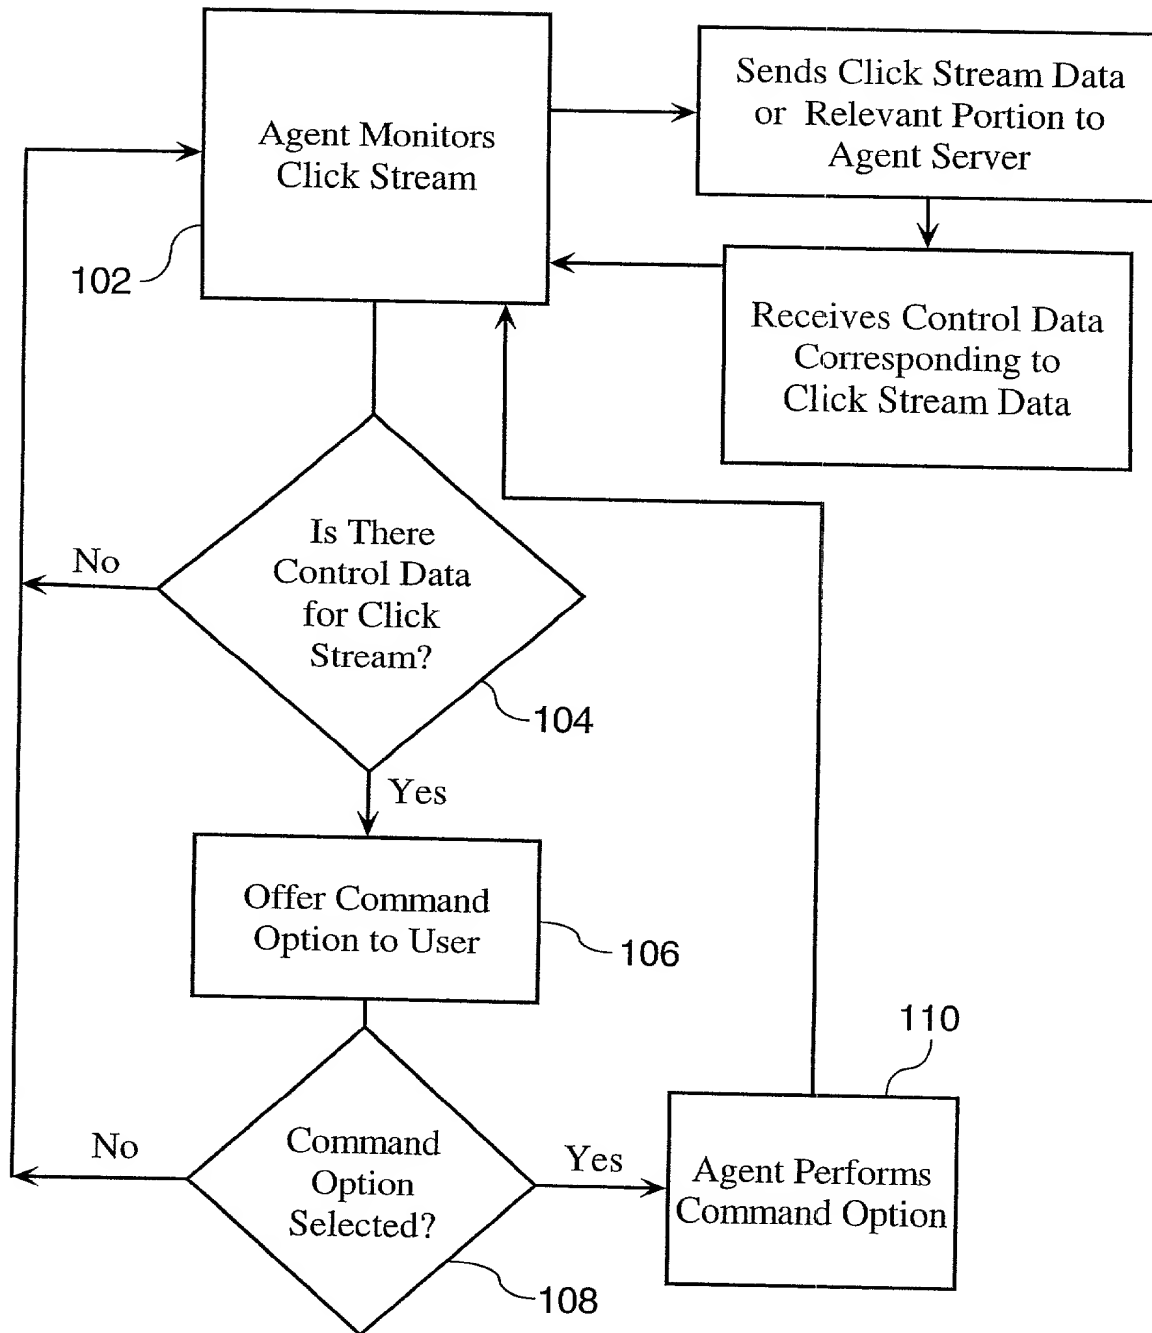 Agent Monitors
Click Stream
102
Sends Click Stream Data
or Relevant Portion to
Agent Server
Receives Control Data
Corresponding to
Click Stream Data
Is There
Control Data
for Click
Stream?
No
104
Yes
Offer Command
Option to User
106
Command
Option
Selected?
No
Yes
108
110
Agent Performs
Command Option